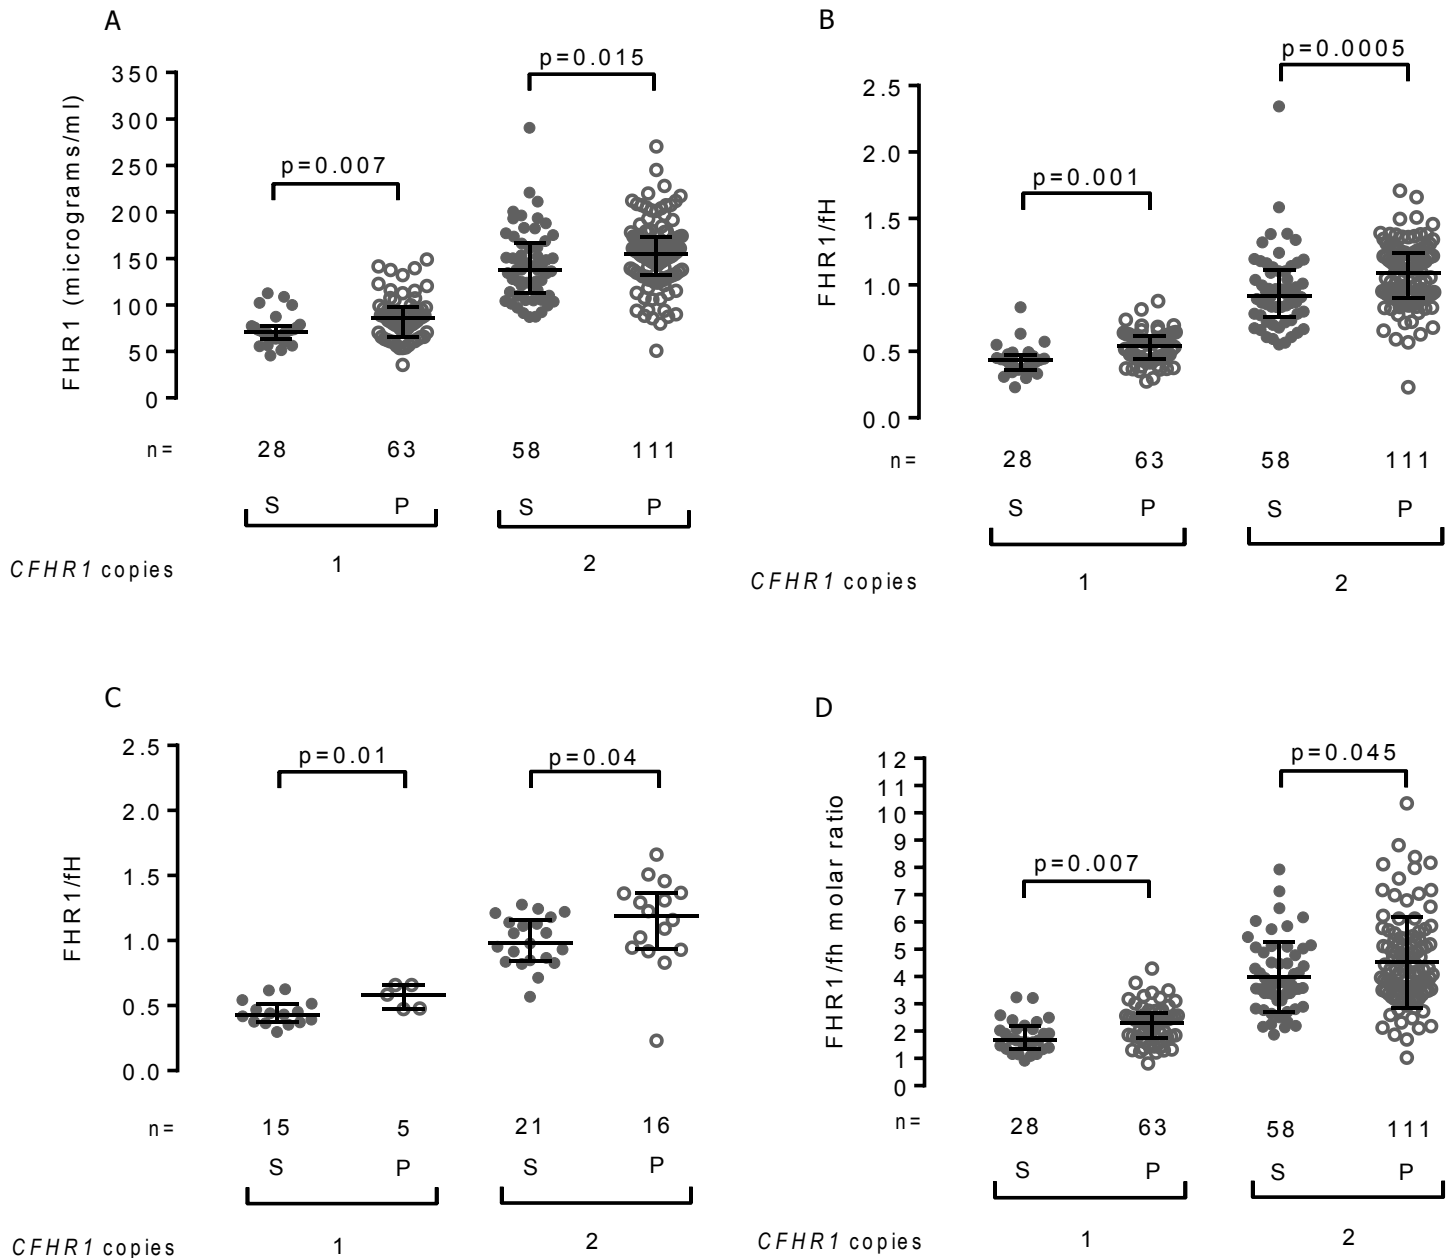 A
FHR1 (micrograms/ml)
350
300
250
200
150
100
50
0
p=0.007
p=0.015
n= 28 63 58 111
S P S P
CFHR1 copies 1 2
B
FHR1/fH
2.5
2.0
1.5
1.0
0.5
0.0
p=0.001
p=0.0005
n= 28 63 58 111
S P S P
CFHR1 copies 1 2
C
FHR1/fH
2.5
2.0
1.5
1.0
0.5
0.0
p=0.01
p=0.04
n= 15 5 21 16
S P S P
CFHR1 copies 1 2
D
FHR1/fh molar ratio
12
11
10
9
8
7
6
5
4
3
2
1
0
p=0.007
p=0.045
n= 28 63 58 111
S P S P
CFHR1 copies 1 2